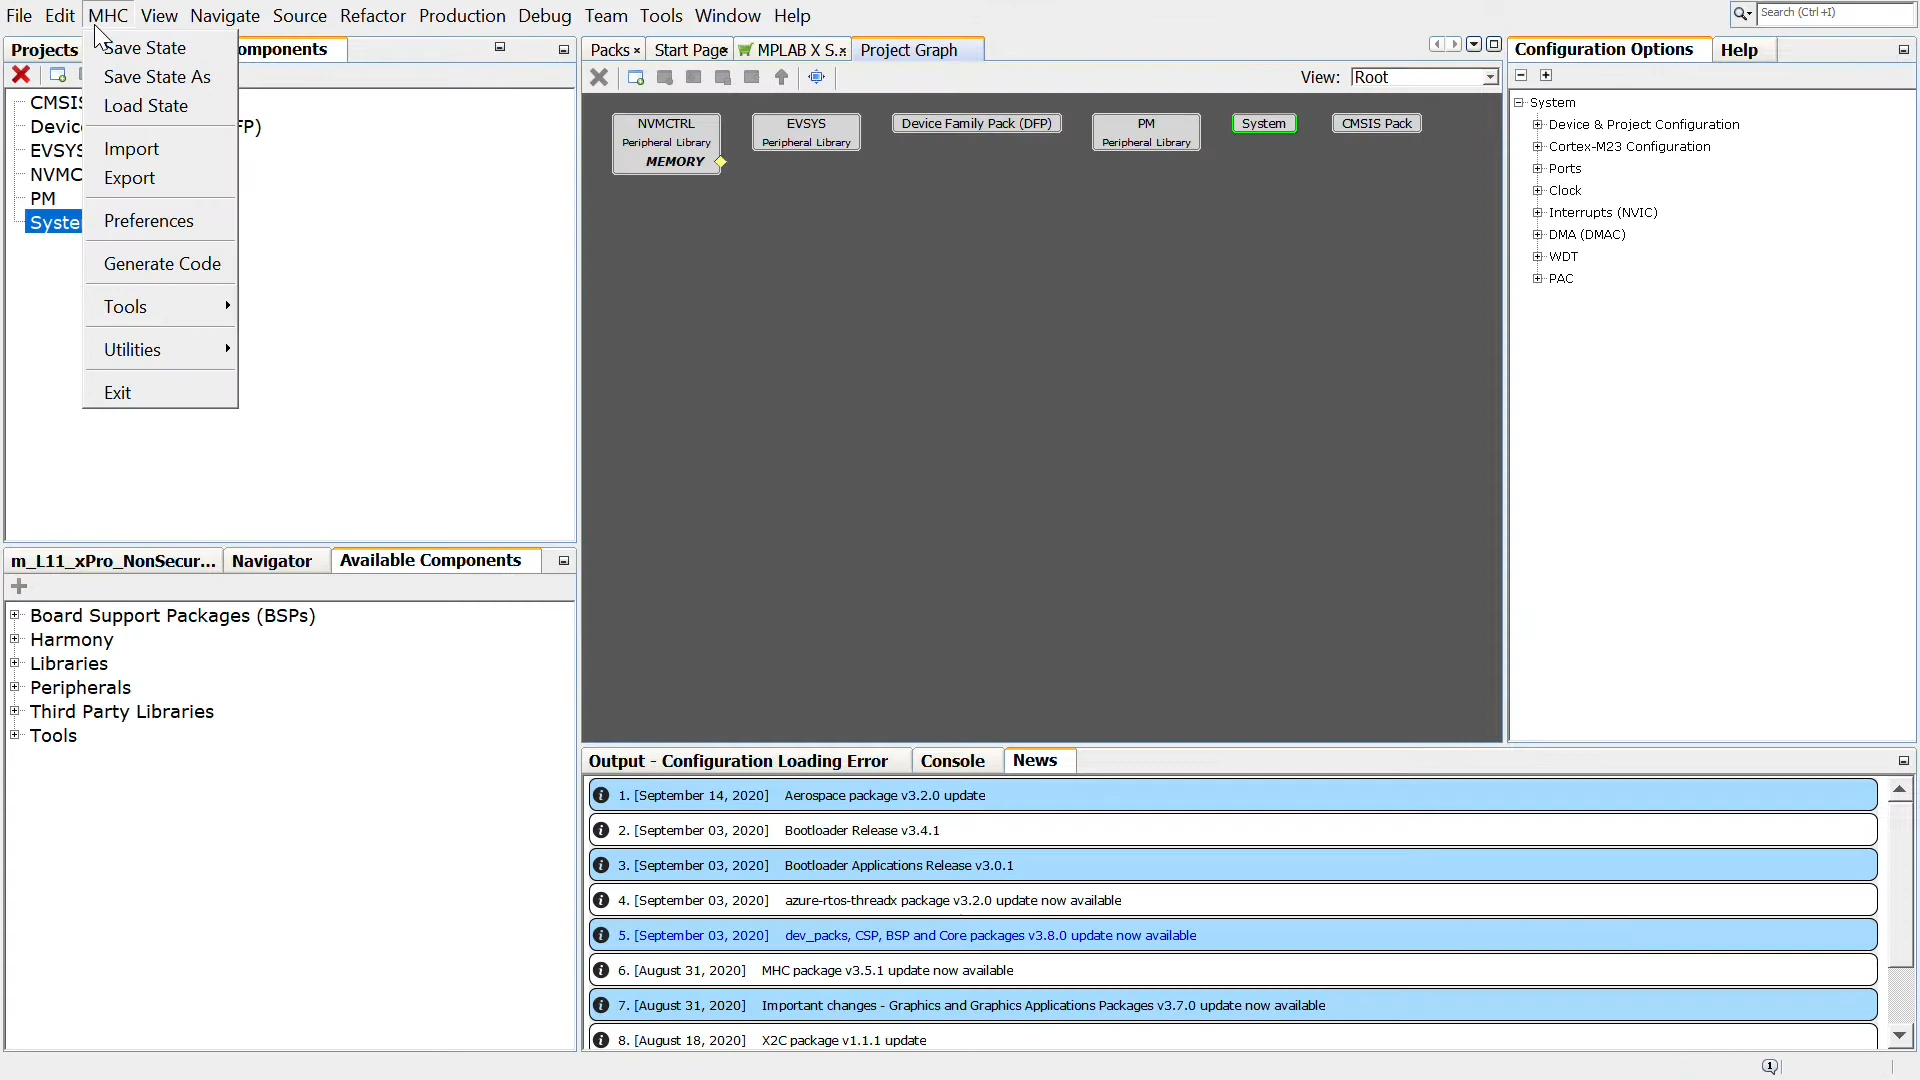 File Edit MHC View Navigate Source Refactor Production Debug Team Tools Window Help
Search (Ctrl+I)
Projects
omponents
Save State
Save State As
Load State
Import
Export
Preferences
Generate Code
Tools
Utilities
Exit
CMSIS
Devic FP)
EVSYS
NVMC
PM
Syste
Packs
Start Page
MPLAB X S..
Project Graph
View: Root
NVMCTRL
Peripheral Library
MEMORY
EVSYS
Peripheral Library
Device Family Pack (DFP)
PM
Peripheral Library
System
CMSIS Pack
Configuration Options
Help
System
Device & Project Configuration
Cortex-M23 Configuration
Ports
Clock
Interrupts (NVIC)
DMA (DMAC)
WDT
PAC
m_L11_xPro_NonSecur...
Navigator
Available Components
Board Support Packages (BSPs)
Harmony
Libraries
Peripherals
Third Party Libraries
Tools
Output - Configuration Loading Error
Console
News
1. [September 14, 2020] Aerospace package v3.2.0 update
2. [September 03, 2020] Bootloader Release v3.4.1
3. [September 03, 2020] Bootloader Applications Release v3.0.1
4. [September 03, 2020] azure-rtos-threadx package v3.2.0 update now available
5. [September 03, 2020] dev_packs, CSP, BSP and Core packages v3.8.0 update now available
6. [August 31, 2020] MHC package v3.5.1 update now available
7. [August 31, 2020] Important changes - Graphics and Graphics Applications Packages v3.7.0 update now available
8. [August 18, 2020] X2C package v1.1.1 update
1